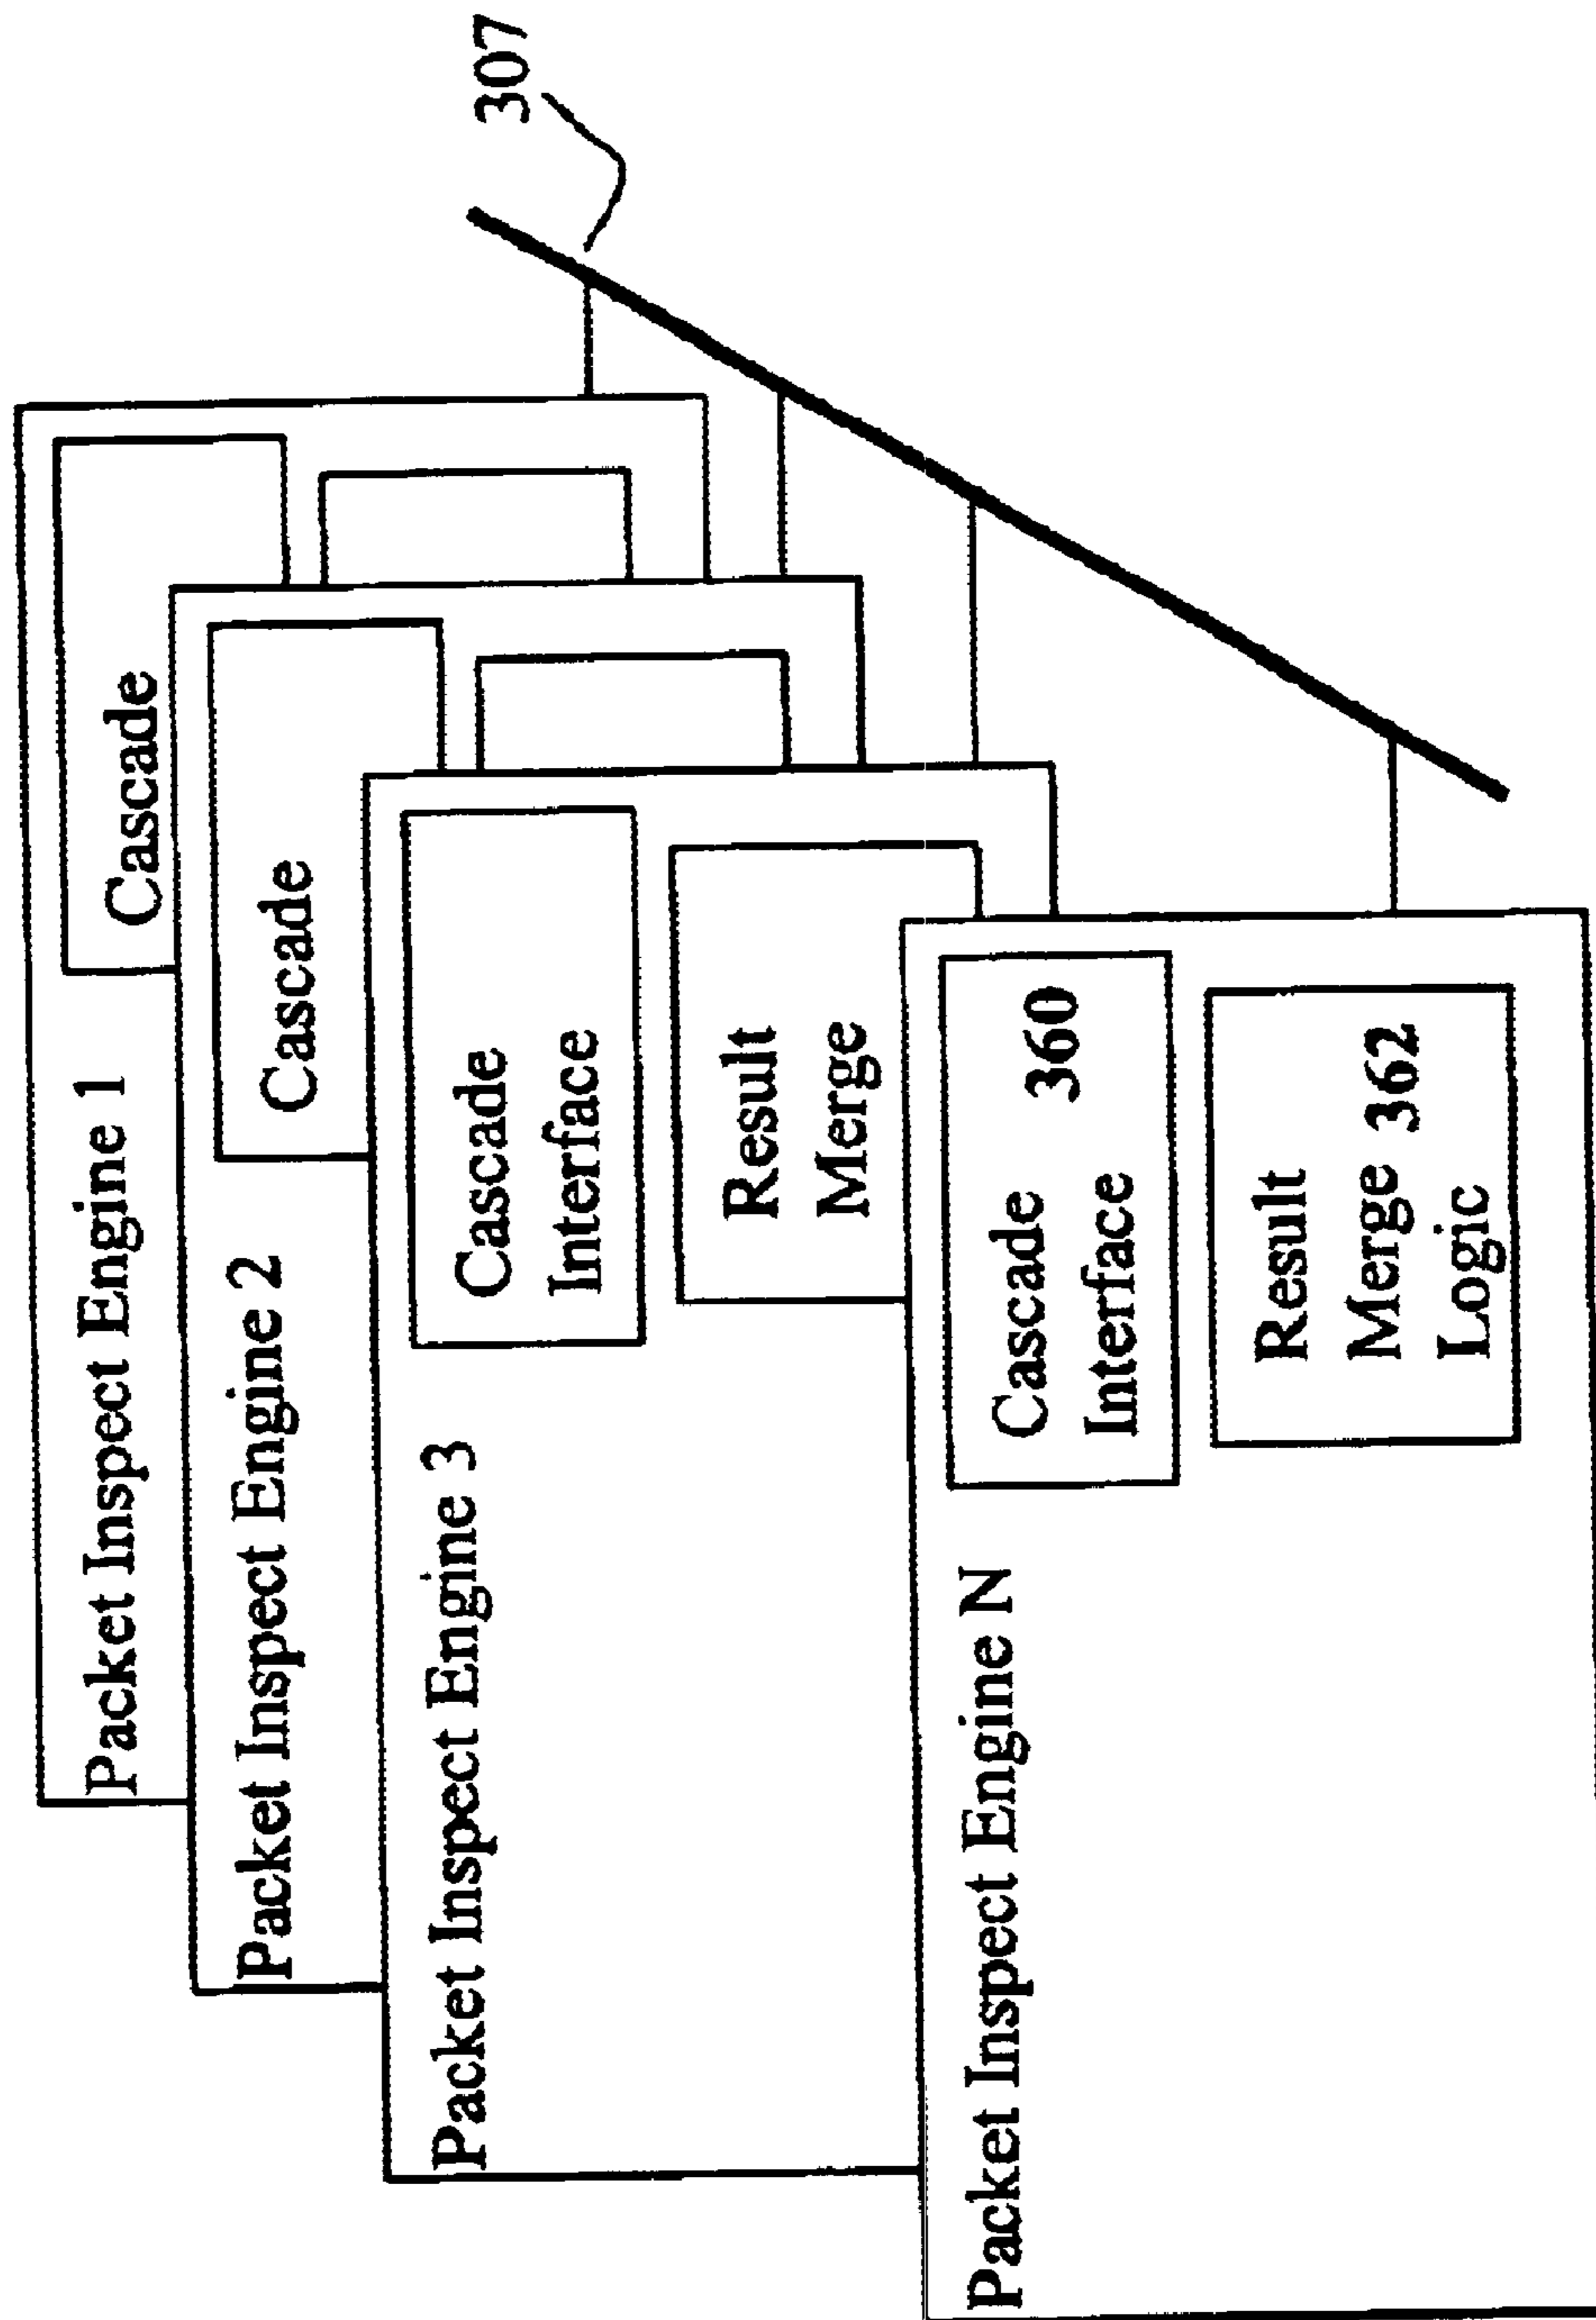 Packet Inspect Engine 1
Cascade
Packet Inspect Engine 2
Cascade
Packet Inspect Engine 3
Cascade
Interface
Result
Merge
Packet Inspect Engine N
Cascade 360
Interface
Result
Merge 362
Logic
307